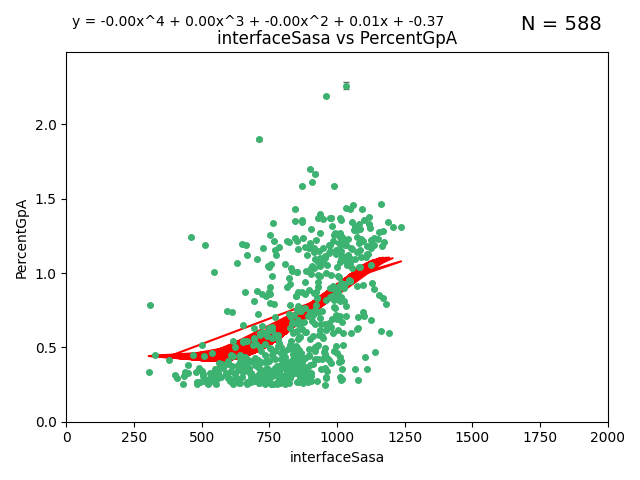 y = -0.00x^4 + 0.00x^3 + -0.00x^2 + 0.01x + -0.37
N = 588
interfaceSasa vs PercentGpA
PercentGpA
2.0
1.5
1.0
0.5
0.0
0 250 500 750 1000 1250 1500 1750 2000
interfaceSasa